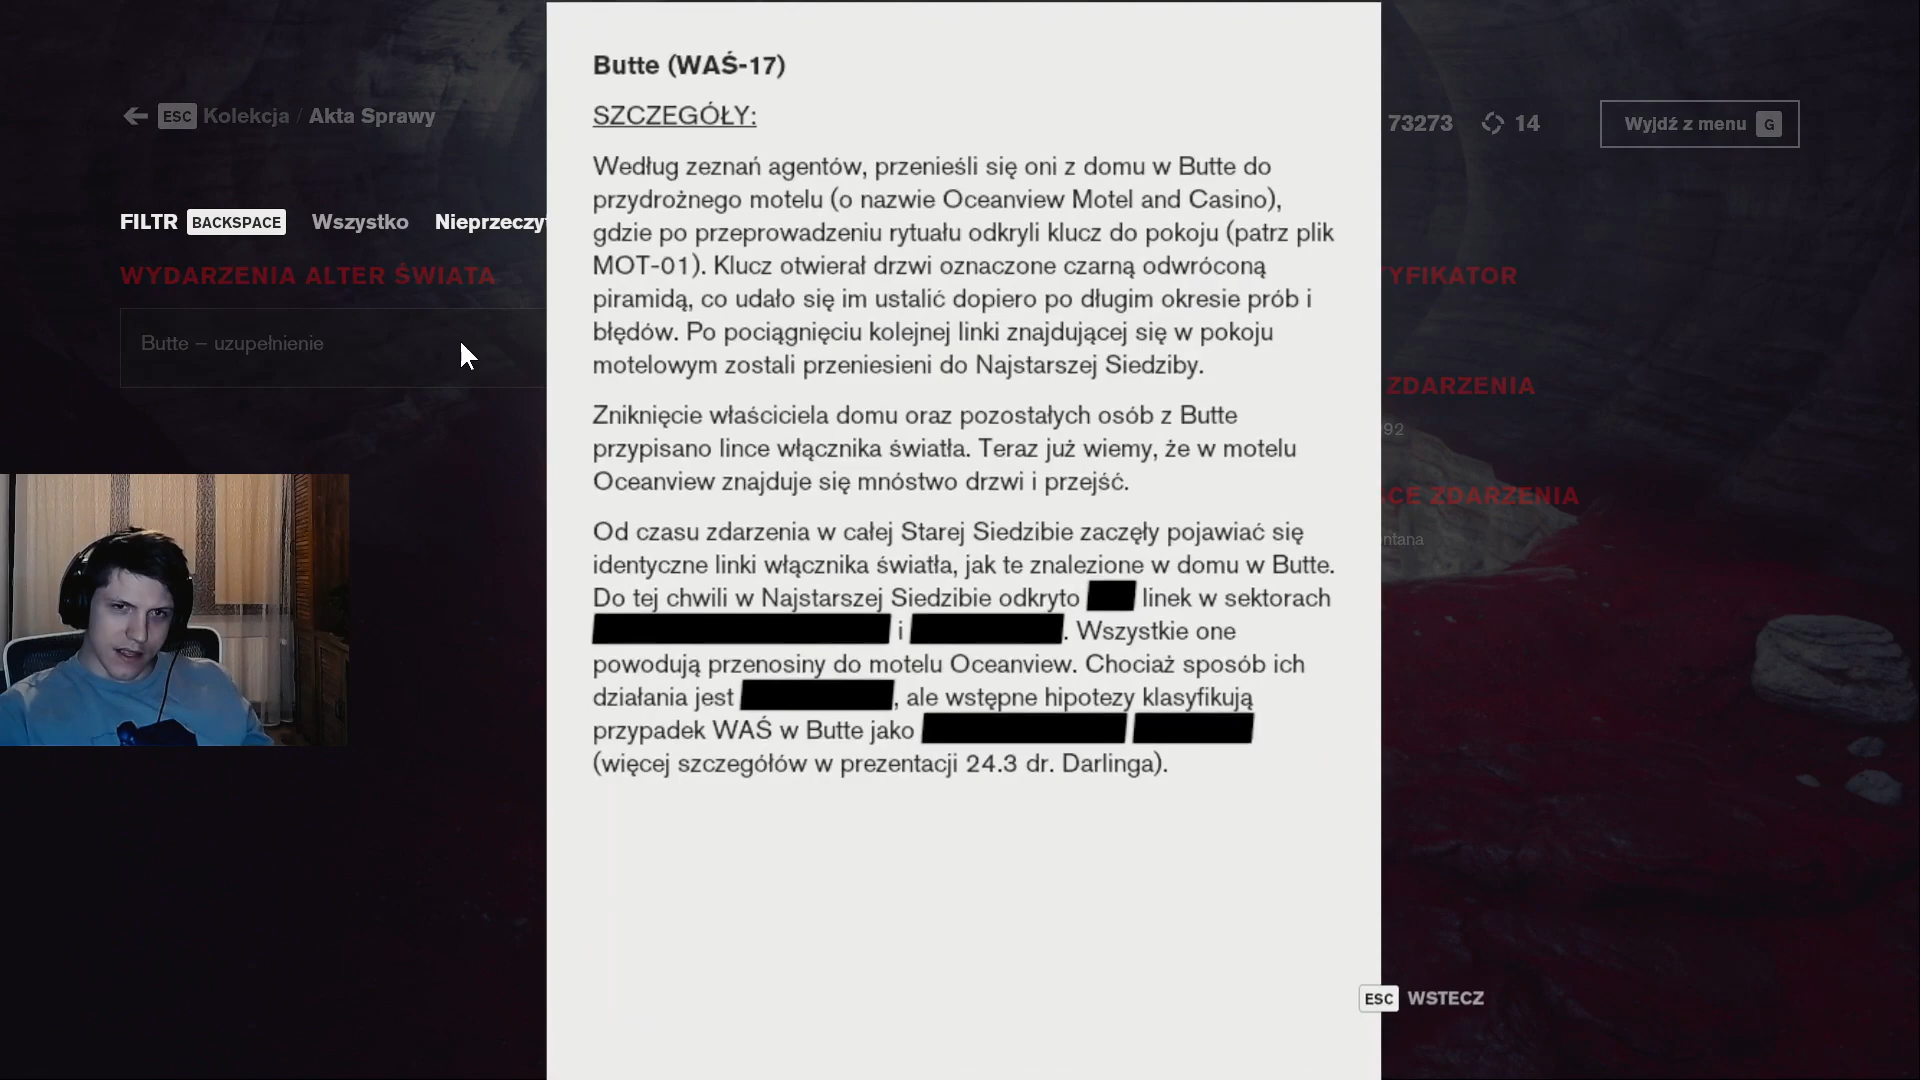 Butte (WAŚ-17)
SZCZEGÓŁY:
Według zeznań agentów, przenieśli się oni z domu w Butte do
przydrożnego motelu (o nazwie Oceanview Motel and Casino),
gdzie po przeprowadzeniu rytuału odkryli klucz do pokoju (patrz plik
MOT-01). Klucz otwierał drzwi oznaczone czarną odwróconą
piramidą, co udało się im ustalić dopiero po długim okresie prób i
błędów. Po pociągnięciu kolejnej linki znajdującej się w pokoju
motelowym zostali przeniesieni do Najstarszej Siedziby.
Zniknięcie właściciela domu oraz pozostałych osób z Butte
przypisano lince włącznika światła. Teraz już wiemy, że w motelu
Oceanview znajduje się mnóstwo drzwi i przejść.
Od czasu zdarzenia w całej Starej Siedzibie zaczęły pojawiać się
identyczne linki włącznika światła, jak te znalezione w domu w Butte.
Do tej chwili w Najstarszej Siedzibie odkryto linek w sektorach
i . Wszystkie one
powodują przenosiny do motelu Oceanview. Chociaż sposób ich
działania jest , ale wstępne hipotezy klasyfikują
przypadek WAŚ w Butte jako
(więcej szczegółów w prezentacji 24.3 dr. Darlinga).
ESC Kolekcja / Akta Sprawy
73273 14
Wyjdź z menu G
FILTR BACKSPACE Wszystko Nieprzeczyt
WYDARZENIA ALTER ŚWIATA
Butte – uzupełnienie
YFIKATOR
ZDARZENIA
92
CE ZDARZENIA
ntana
ESC WSTECZ